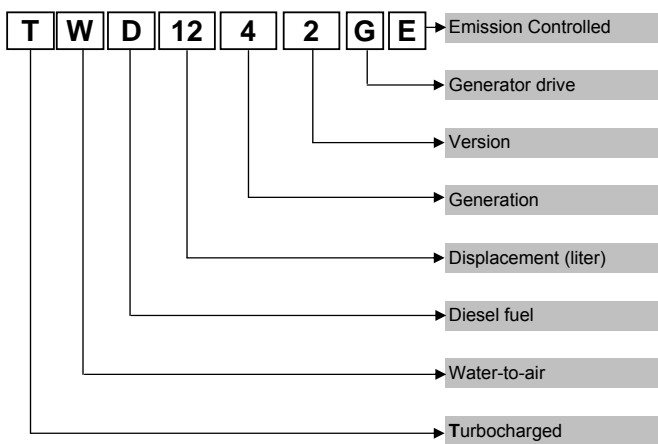 T W D 12 4 2 G E
Emission Controlled
Generator drive
Version
Generation
Displacement (liter)
Diesel fuel
Water-to-air
Turbocharged